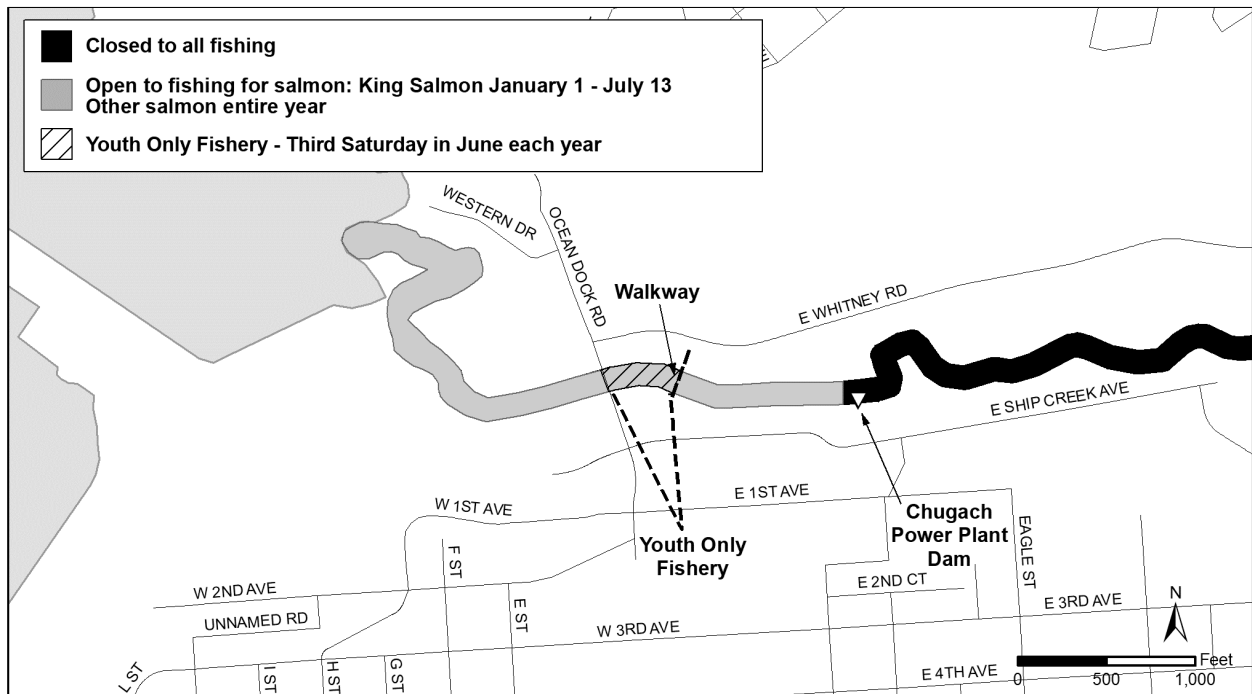 Closed to all fishing
Open to fishing for salmon: King Salmon January 1 - July 13
Other salmon entire year
Youth Only Fishery - Third Saturday in June each year
WESTERN DR
OCEAN DOCK RD
Walkway
E WHITNEY RD
E SHIP CREEK AVE
W 1ST AVE
E 1ST AVE
Chugach
Power Plant
Dam
Youth Only
Fishery
EAGLE ST
F ST
E 2ND CT
W 2ND AVE
E ST
E 3RD AVE
N
UNNAMED RD
W 3RD AVE
L ST
I ST
H ST
G ST
E 4TH AVE
Feet
0 500 1,000